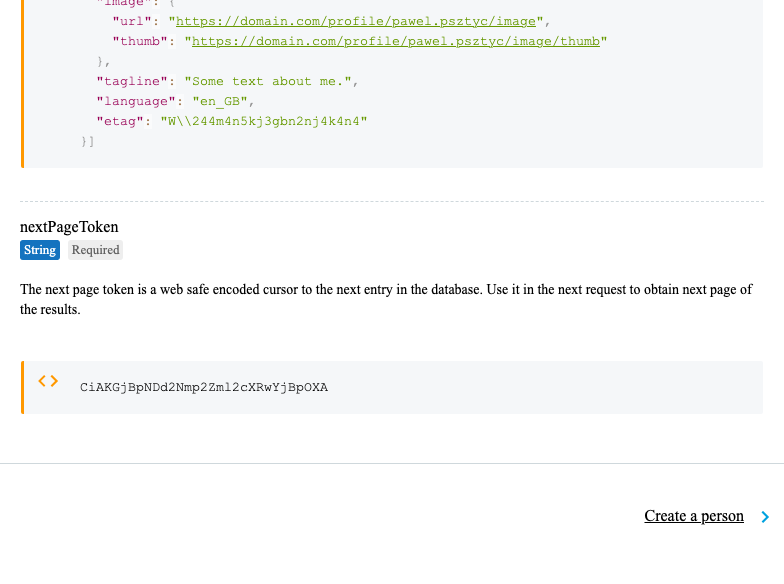 "image": {
"url": "https://domain.com/profile/pawel.psztyc/image",
"thumb": "https://domain.com/profile/pawel.psztyc/image/thumb"
},
"tagline": "Some text about me.",
"language": "en_GB",
"etag": "W\\244m4n5kj3gbn2nj4k4n4"
}]
nextPageToken
String Required
The next page token is a web safe encoded cursor to the next entry in the database. Use it in the next request to obtain next page of
the results.
CiAKGjBpNDd2Nmp2Zml2cXRwYjBpOXA
Create a person